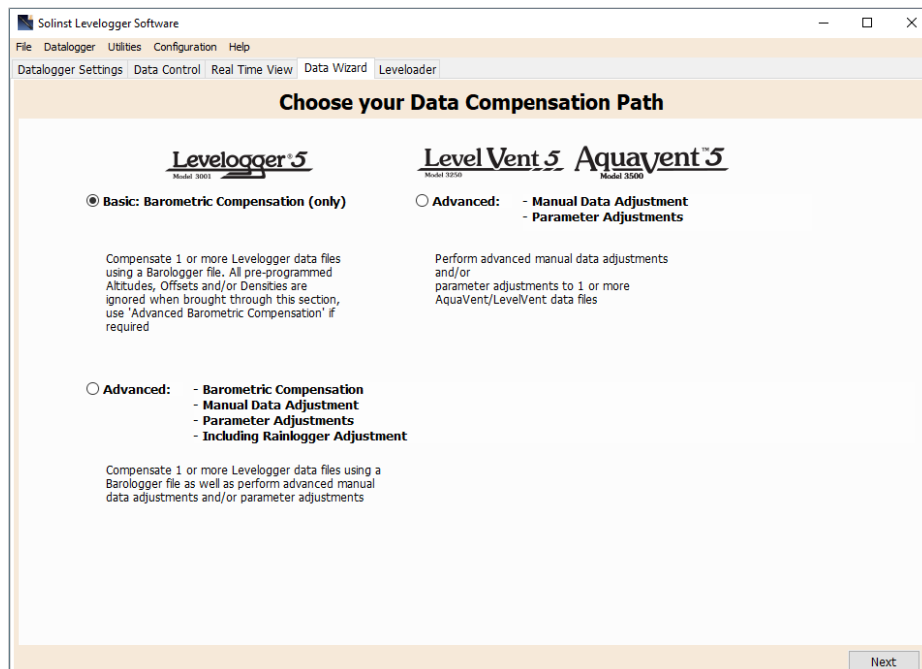 Solinst Levelogger Software
File Datalogger Utilities Configuration Help
Datalogger Settings Data Control Real Time View Data Wizard Leveloader
Choose your Data Compensation Path
Levelogger® 5
Model 3001
Basic: Barometric Compensation (only)
Compensate 1 or more Levelogger data files
using a Barologger file. All pre-programmed
Altitudes, Offsets and/or Densities are
ignored when brought through this section,
use 'Advanced Barometric Compensation' if
required
LevelVent 5
Model 3250
AquaVent™ 5
Model 3500
Advanced: - Manual Data Adjustment
- Parameter Adjustments
Perform advanced manual data adjustments
and/or
parameter adjustments to 1 or more
AquaVent/LevelVent data files
Advanced: - Barometric Compensation
- Manual Data Adjustment
- Parameter Adjustments
- Including Rainlogger Adjustment
Compensate 1 or more Levelogger data files using a
Barologger file as well as perform advanced manual
data adjustments and/or parameter adjustments
Next